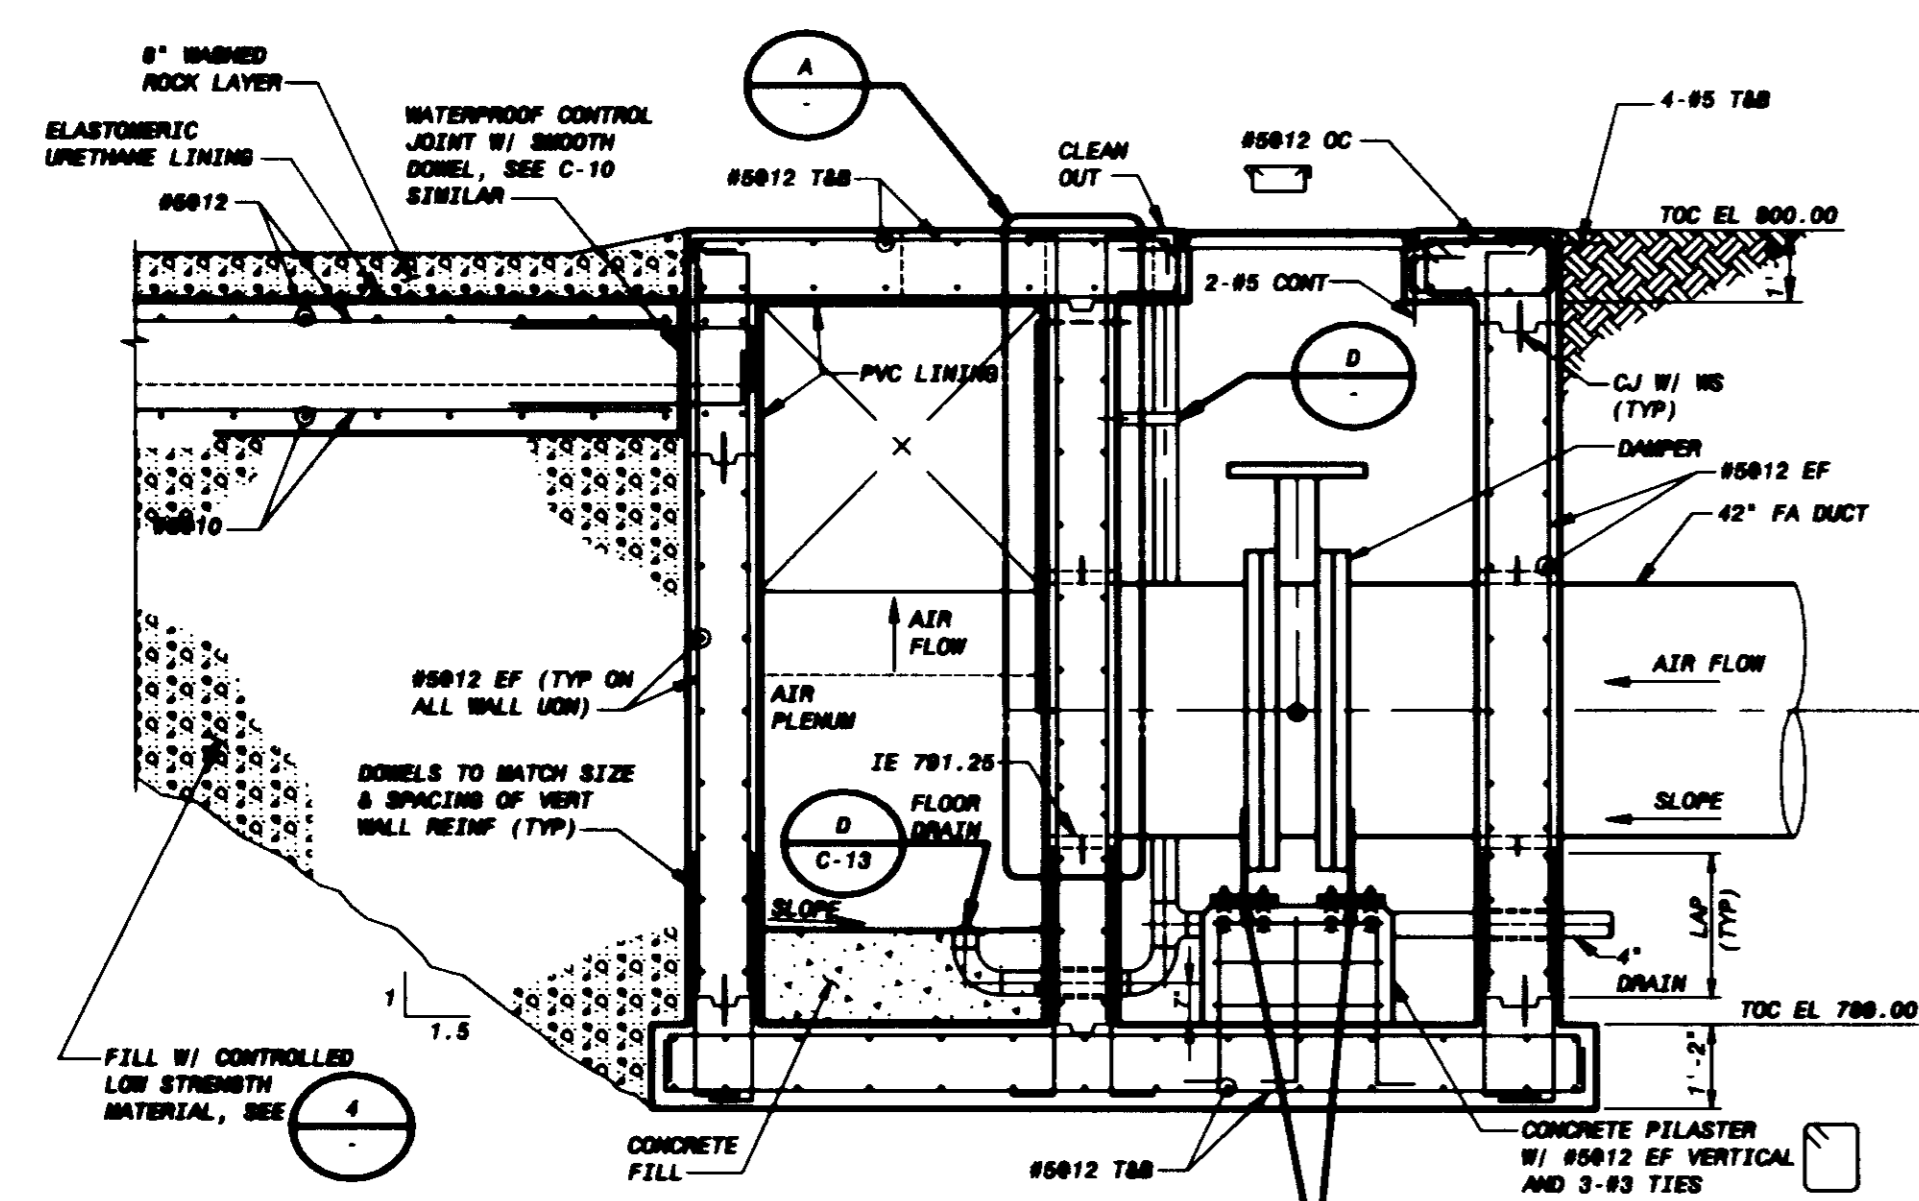 8" WASHED
ROCK LAYER
ELASTOMERIC
URETHANE LINING
#5@12
WATERPROOF CONTROL
JOINT W/ SMOOTH
DOWEL, SEE C-10
SIMILAR
A
-
#5@12 T&B
CLEAN
OUT
#5@12 OC
4-#5 T&B
TOC EL 800.00
2-#5 CONT
D
-
PVC LINING
CJ W/ WS
(TYP)
DAMPER
#5@12 EF
42" FA DUCT
AIR
FLOW
AIR FLOW
#5@12 EF (TYP ON
ALL WALL UON)
AIR
PLENUM
IE 791.25
DOWELS TO MATCH SIZE
& SPACING OF VERT
WALL REINF (TYP)
D
C-13
FLOOR
DRAIN
SLOPE
SLOPE
LAP
(TYP)
4"
DRAIN
7"
1
1.5
TOC EL 788.00
1'-2"
FILL W/ CONTROLLED
LOW STRENGTH
MATERIAL, SEE
4
-
CONCRETE
FILL
#5@12 T&B
CONCRETE PILASTER
W/ #5@12 EF VERTICAL
AND 3-#3 TIES